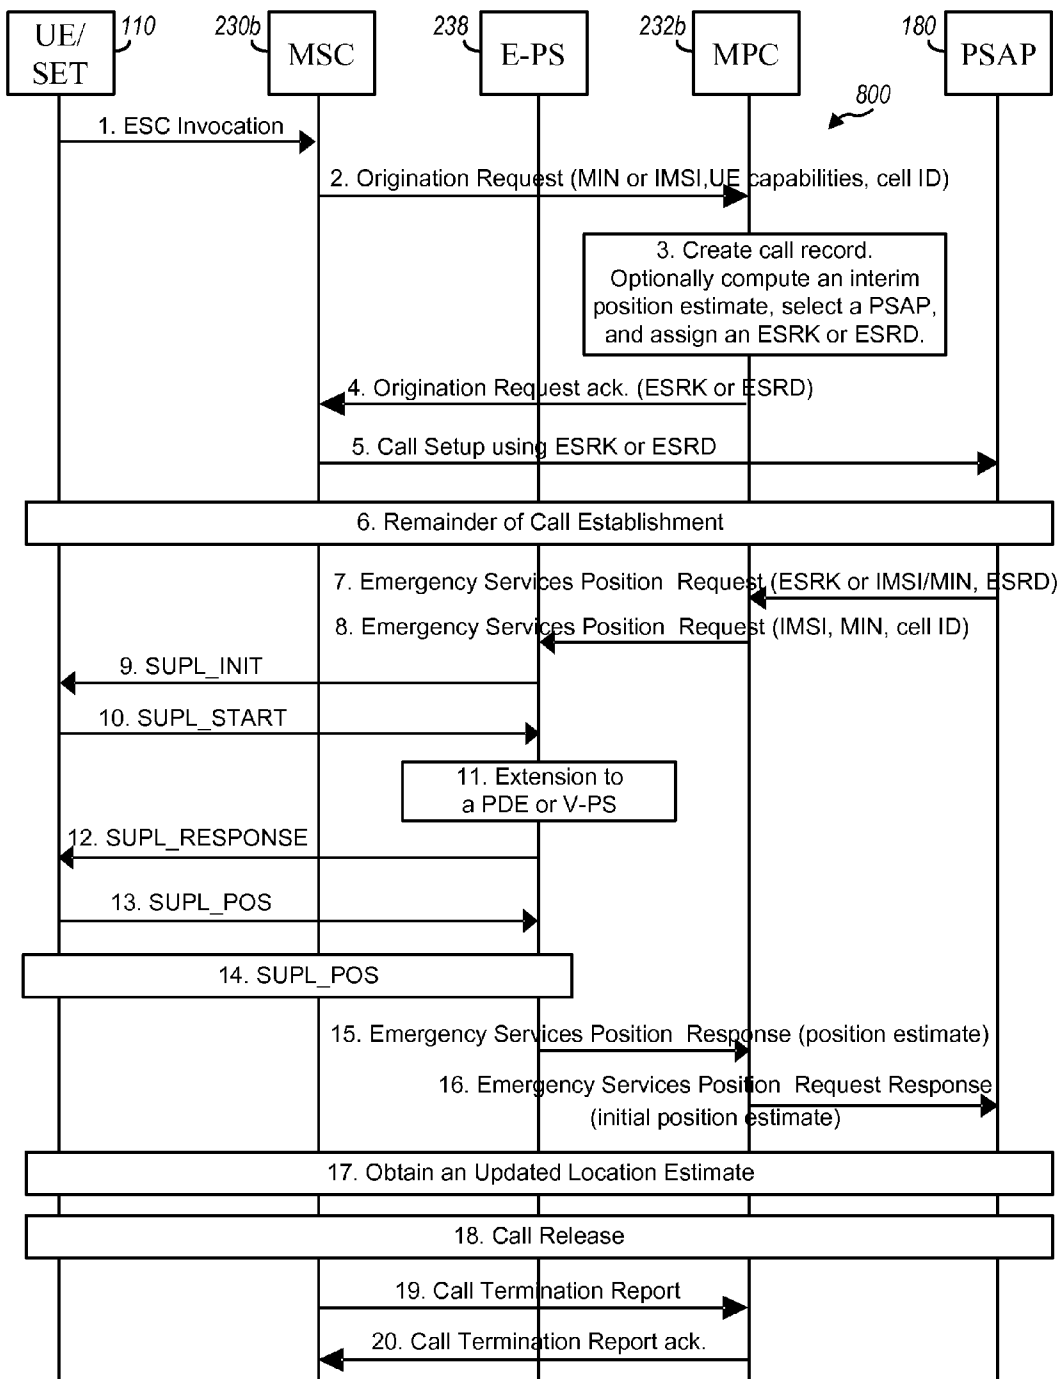 110
230b
238
232b
180
UE/
SET
MSC
E-PS
MPC
PSAP
800
1. ESC Invocation
2. Origination Request (MIN or IMSI,UE capabilities, cell ID)
3. Create call record.
Optionally compute an interim
position estimate, select a PSAP,
and assign an ESRK or ESRD.
4. Origination Request ack. (ESRK or ESRD)
5. Call Setup using ESRK or ESRD
6. Remainder of Call Establishment
7. Emergency Services Position Request (ESRK or IMSI/MIN, ESRD)
8. Emergency Services Position Request (IMSI, MIN, cell ID)
9. SUPL_INIT
10. SUPL_START
11. Extension to
a PDE or V-PS
12. SUPL_RESPONSE
13. SUPL_POS
14. SUPL_POS
15. Emergency Services Position Response (position estimate)
16. Emergency Services Position Request Response
(initial position estimate)
17. Obtain an Updated Location Estimate
18. Call Release
19. Call Termination Report
20. Call Termination Report ack.